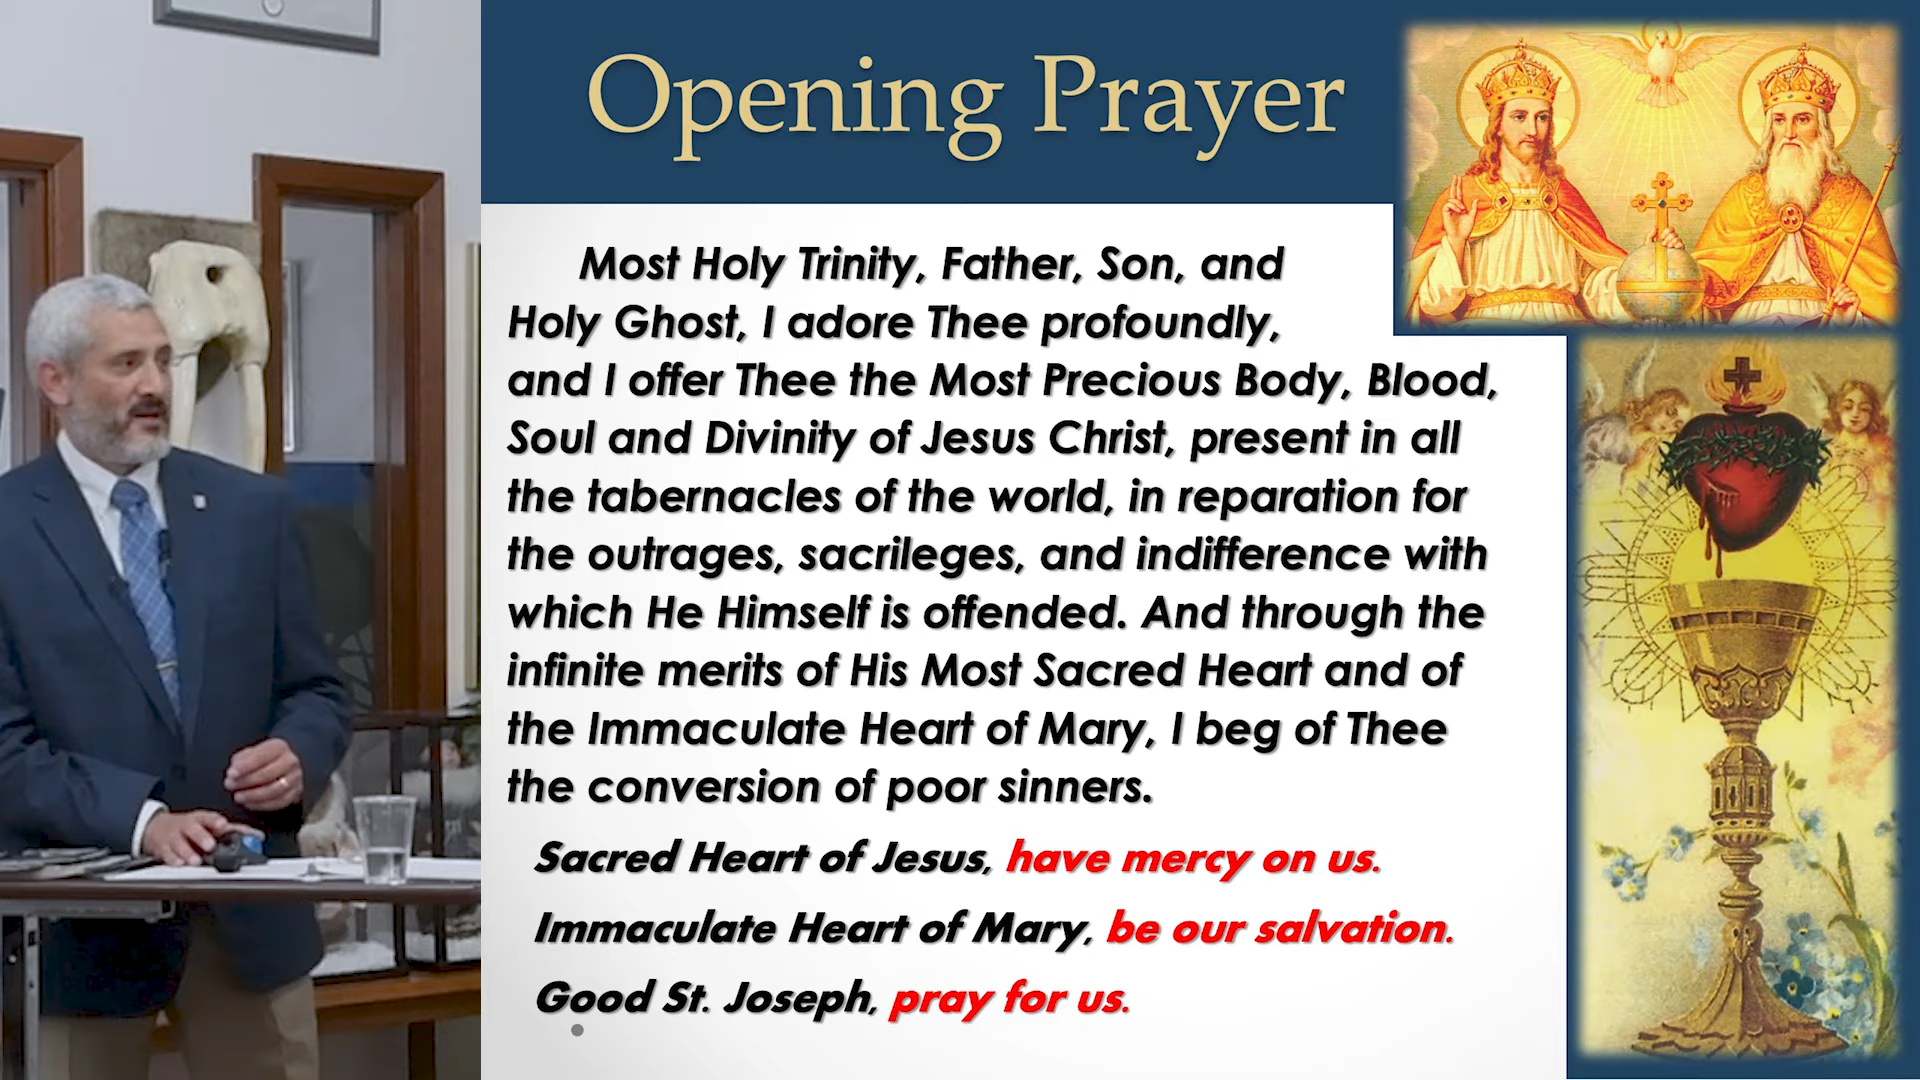 Opening Prayer
Most Holy Trinity, Father, Son, and
Holy Ghost, I adore Thee profoundly,
and I offer Thee the Most Precious Body, Blood,
Soul and Divinity of Jesus Christ, present in all
the tabernacles of the world, in reparation for
the outrages, sacrileges, and indifference with
which He Himself is offended. And through the
infinite merits of His Most Sacred Heart and of
the Immaculate Heart of Mary, I beg of Thee
the conversion of poor sinners.
Sacred Heart of Jesus, have mercy on us.
Immaculate Heart of Mary, be our salvation.
Good St. Joseph, pray for us.